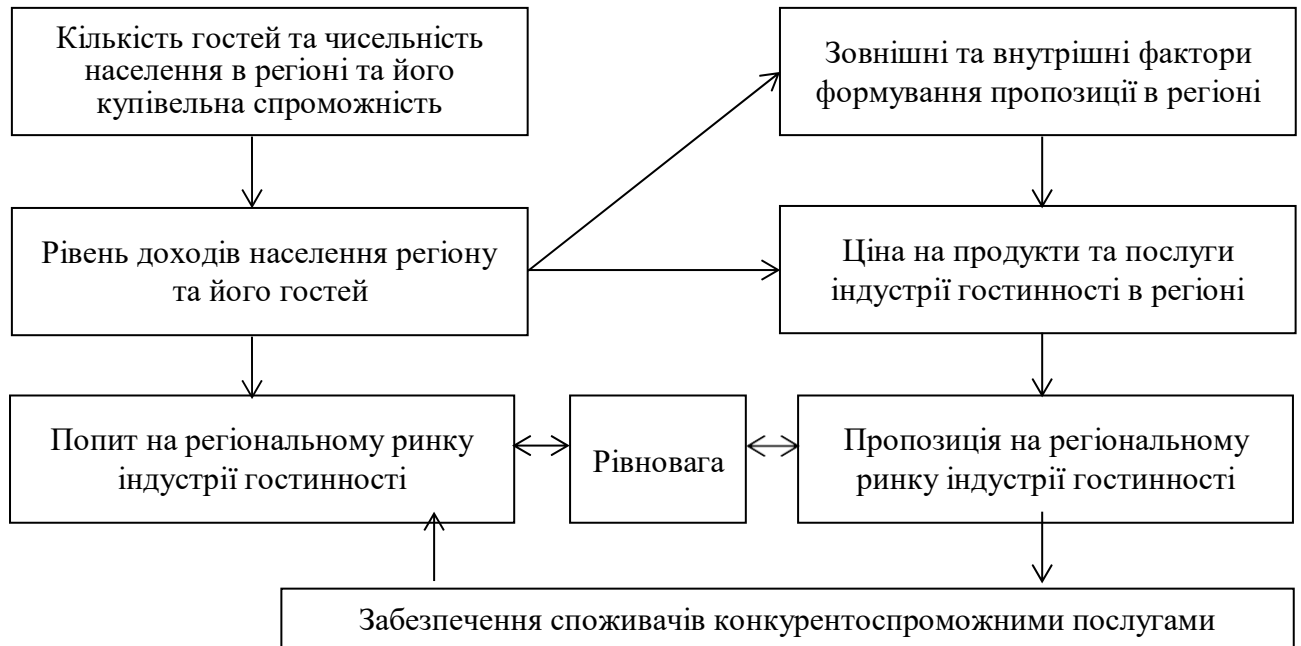 Кількість гостей та чисельність
населення в регіоні та його
купівельна спроможність
Зовнішні та внутрішні фактори
формування пропозиції в регіоні
Рівень доходів населення регіону
та його гостей
Ціна на продукти та послуги
індустрії гостинності в регіоні
Попит на регіональному ринку
індустрії гостинності
Рівновага
Пропозиція на регіональному
ринку індустрії гостинності
Забезпечення споживачів конкурентоспроможними послугами